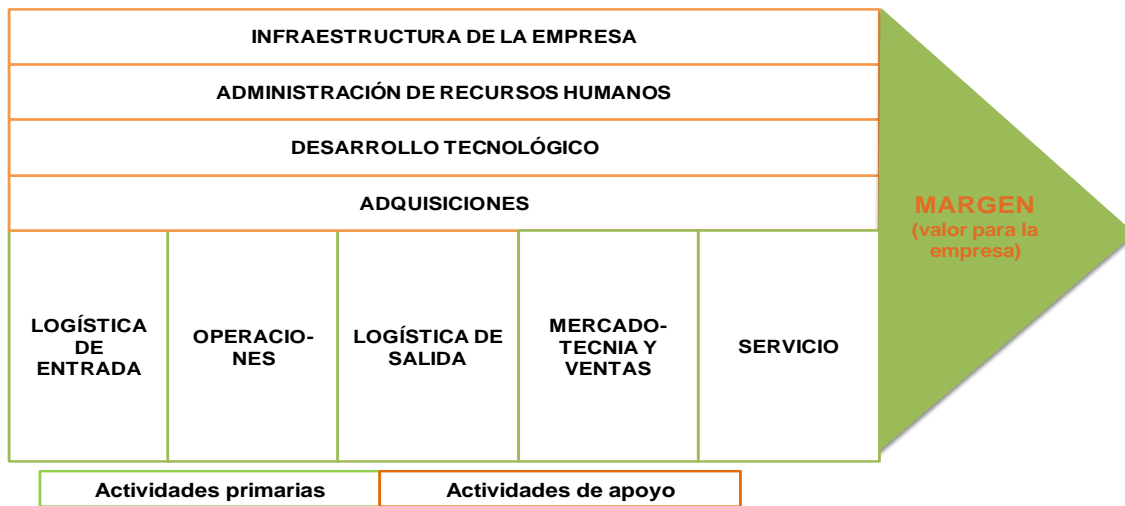 INFRAESTRUCTURA DE LA EMPRESA
ADMINISTRACIÓN DE RECURSOS HUMANOS
DESARROLLO TECNOLÓGICO
ADQUISICIONES
MARGEN
(valor para la
empresa)
LOGÍSTICA
DE
ENTRADA
OPERACIO-
NES
LOGÍSTICA DE
SALIDA
MERCADO-
TECNIA Y
VENTAS
SERVICIO
Actividades primarias
Actividades de apoyo